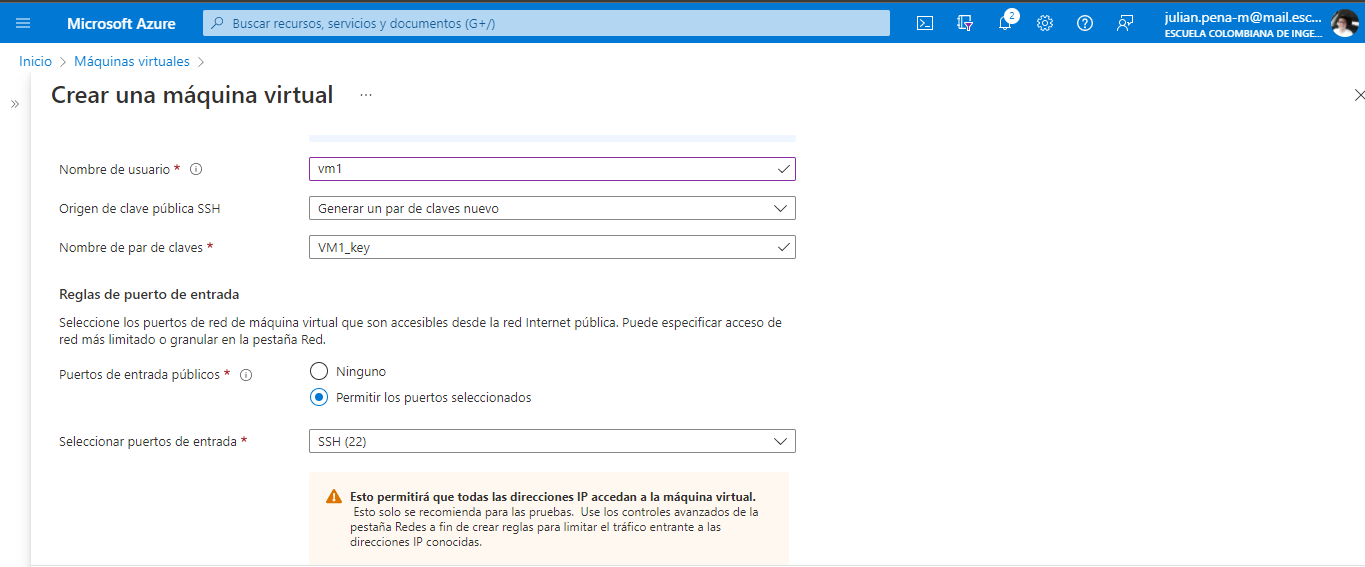 Microsoft Azure
Buscar recursos, servicios y documentos (G+/)
2
julian.pena-m@mail.esc...
ESCUELA COLOMBIANA DE INGE...
Inicio > Máquinas virtuales >
Crear una máquina virtual ...
Nombre de usuario *
vm1
Origen de clave pública SSH
Generar un par de claves nuevo
Nombre de par de claves *
VM1_key
Reglas de puerto de entrada
Seleccione los puertos de red de máquina virtual que son accesibles desde la red Internet pública. Puede especificar acceso de
red más limitado o granular en la pestaña Red.
Puertos de entrada públicos *
Ninguno
Permitir los puertos seleccionados
Seleccionar puertos de entrada *
SSH (22)
Esto permitirá que todas las direcciones IP accedan a la máquina virtual.
Esto solo se recomienda para las pruebas. Use los controles avanzados de la
pestaña Redes a fin de crear reglas para limitar el tráfico entrante a las
direcciones IP conocidas.